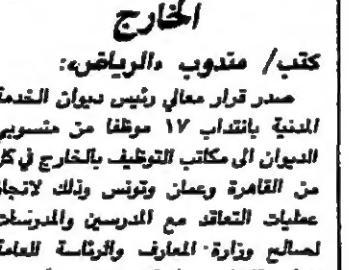 الخارج
كتب/ مندوب «الرياض»:
صدر قرار معالي رئيس ديوان الخدمة
المدنية بانتداب ١٧ موظفا من منسوبي
الديوان الى مكاتب التوظيف بالخارج في كل
من القاهرة وعمان وتونس وذلك لانجاز
عمليات التعاقد مع المدرسين والمدرسات
لصالح وزارة المعارف والرئاسة العامة